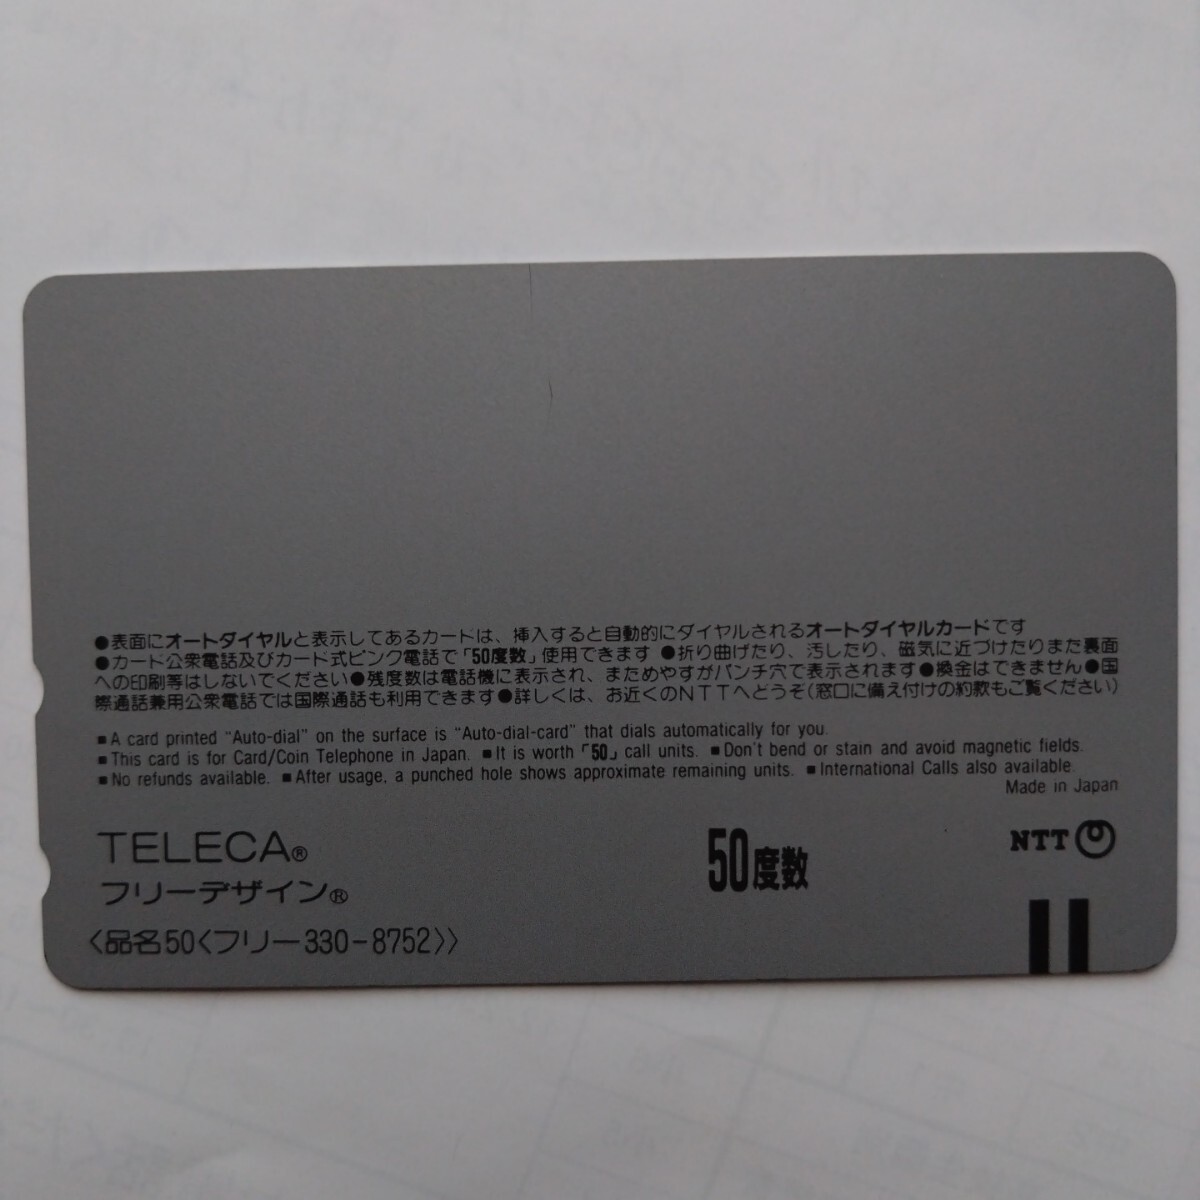 ●表面にオートダイヤルと表示してあるカードは、挿入すると自動的にダイヤルされるオートダイヤルカードです
●カード公衆電話及びカード式ピンク電話で「50度数」使用できます ●折り曲げたり、汚したり、磁気に近づけたりまた裏面
への印刷等はしないでください●残度数は電話機に表示され、まためやすがパンチ穴で表示されます●換金はできません●国
際通話兼用公衆電話では国際通話も利用できます●詳しくは、お近くのNTTへどうぞ(窓口に備え付けの約款もご覧ください)
■A card printed “Auto-dial” on the surface is “Auto-dial-card” that dials automatically for you.
■This card is for Card/Coin Telephone in Japan. ■It is worth「50」call units. ■Don't bend or stain and avoid magnetic fields.
■No refunds available. ■After usage, a punched hole shows approximate remaining units. ■International Calls also available.
Made in Japan
TELECA®
フリーデザイン®
50度数
NTT
〈品名50〈フリー330-8752〉〉